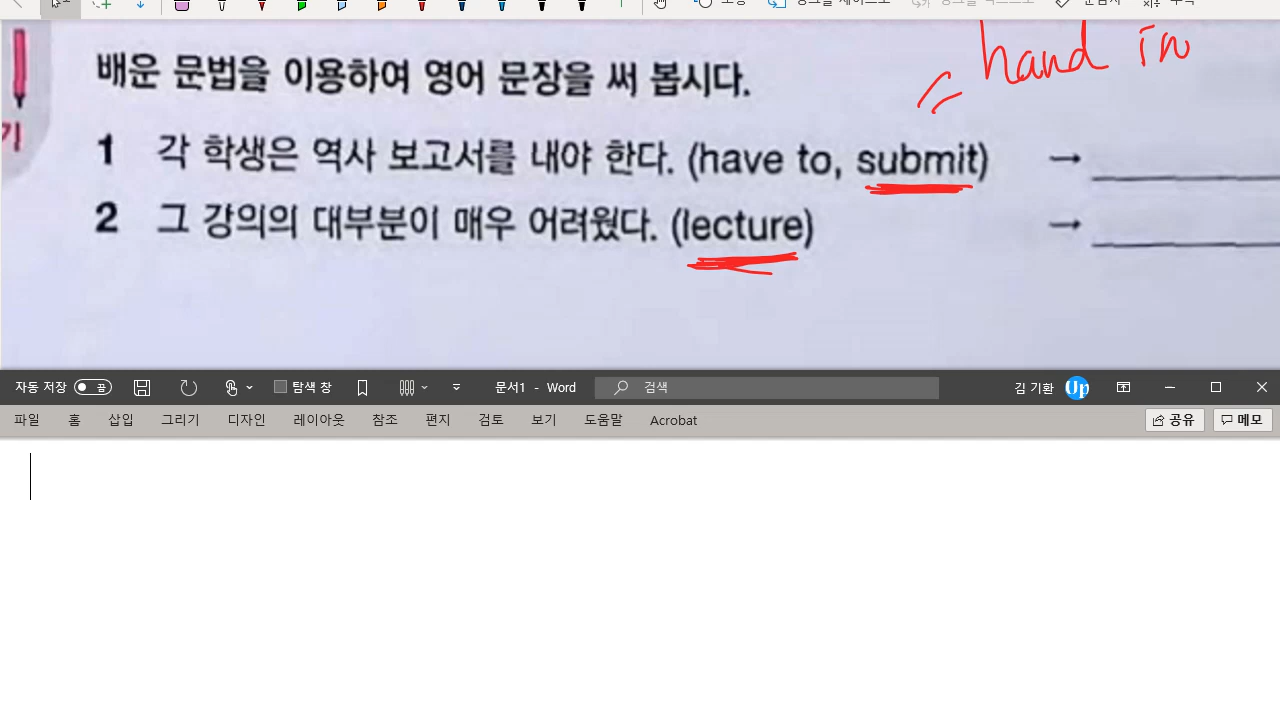 hand in
배운 문법을 이용하여 영어 문장을 써 봅시다.
기
1 각 학생은 역사 보고서를 내야 한다. (have to, submit) →
2 그 강의의 대부분이 매우 어려웠다. (lecture) →
자동 저장 끔 탐색 창 문서1 - Word 검색 김 기환 Up
파일 홈 삽입 그리기 디자인 레이아웃 참조 편지 검토 보기 도움말 Acrobat 공유 메모